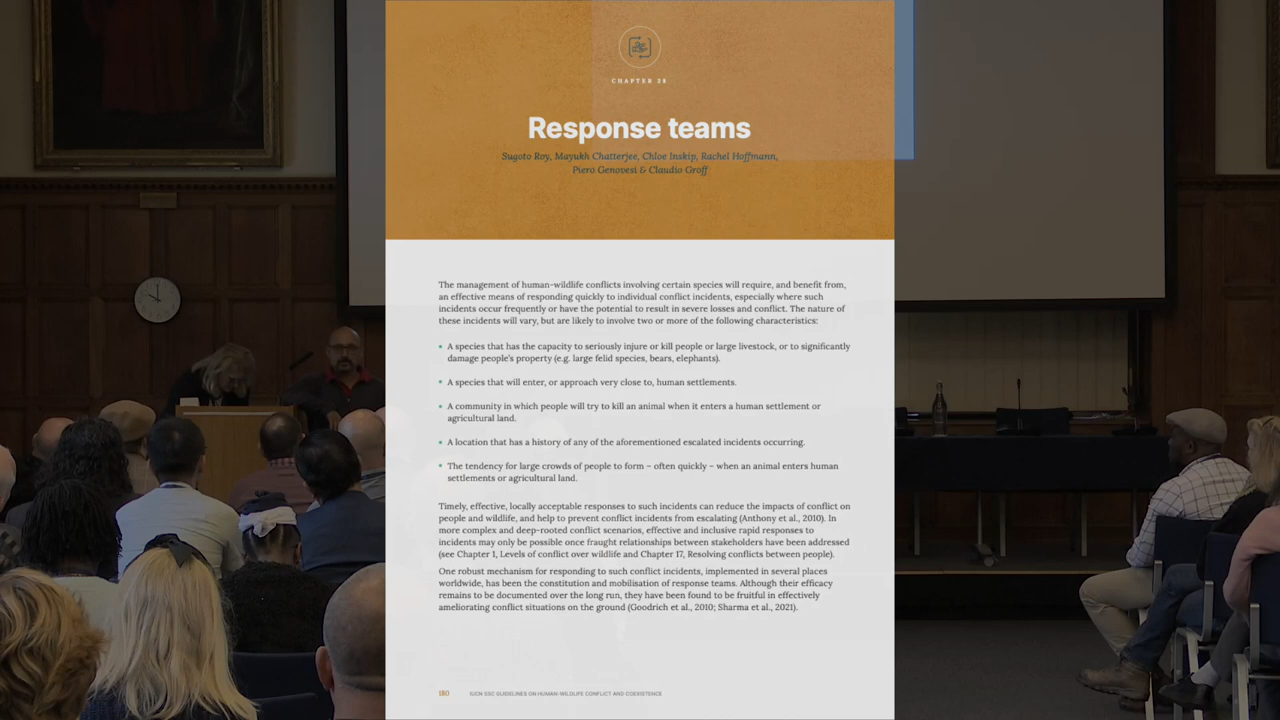 CHAPTER 28
Response teams
Sugoto Roy, Mayukh Chatterjee, Chloe Inskip, Rachel Hoffmann,
Piero Genovesi & Claudio Groff
The management of human-wildlife conflicts involving certain species will require, and benefit from,
an effective means of responding quickly to individual conflict incidents, especially where such
incidents occur frequently or have the potential to result in severe losses and conflict. The nature of
these incidents will vary, but are likely to involve two or more of the following characteristics:
• A species that has the capacity to seriously injure or kill people or large livestock, or to significantly
damage people's property (e.g. large felid species, bears, elephants).
• A species that will enter, or approach very close to, human settlements.
• A community in which people will try to kill an animal when it enters a human settlement or
agricultural land.
• A location that has a history of any of the aforementioned escalated incidents occurring.
• The tendency for large crowds of people to form – often quickly – when an animal enters human
settlements or agricultural land.
Timely, effective, locally acceptable responses to such incidents can reduce the impacts of conflict on
people and wildlife, and help to prevent conflict incidents from escalating (Anthony et al., 2010). In
more complex and deep-rooted conflict scenarios, effective and inclusive rapid responses to
incidents may only be possible once fraught relationships between stakeholders have been addressed
(see Chapter 1, Levels of conflict over wildlife and Chapter 17, Resolving conflicts between people).
One robust mechanism for responding to such conflict incidents, implemented in several places
worldwide, has been the constitution and mobilisation of response teams. Although their efficacy
remains to be documented over the long run, they have been found to be fruitful in effectively
ameliorating conflict situations on the ground (Goodrich et al., 2010; Sharma et al., 2021).
180 IUCN SSC GUIDELINES ON HUMAN-WILDLIFE CONFLICT AND COEXISTENCE